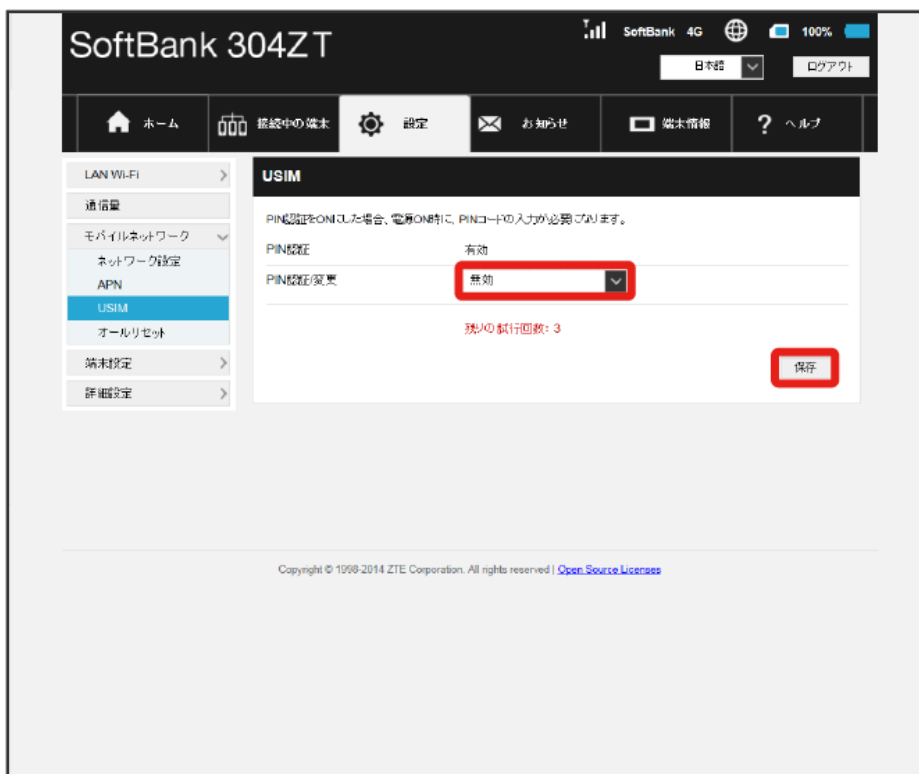 SoftBank 304ZT
SoftBank 4G 100%
日本語 ログアウト
ホーム 接続中の端末 設定 お知らせ 端末情報 ? ヘルプ
LAN Wi-Fi
通信量
モバイルネットワーク
ネットワーク設定
APN
USIM
オールリセット
端末設定
詳細設定
USIM
PIN認証をONにした場合、電源ON時に、PINコードの入力が必要になります。
PIN認証 有効
PIN認証/変更 無効
残りの試行回数: 3
保存
Copyright © 1998-2014 ZTE Corporation. All rights reserved | Open Source Licenses